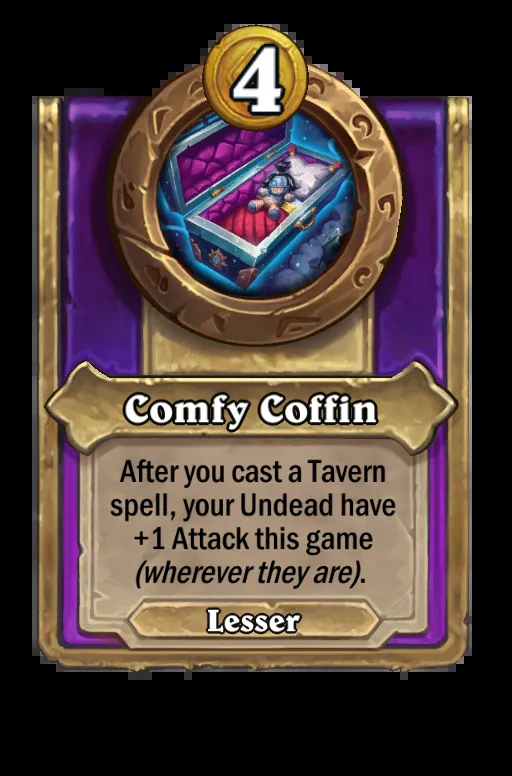 4
Comfy Coffin
After you cast a Tavern
spell, your Undead have
+1 Attack this game
(wherever they are).
Lesser